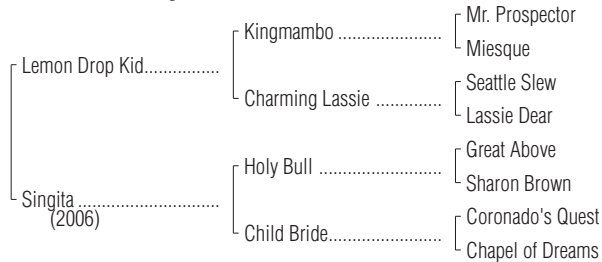 Mr. Prospector
Kingmambo ....................
Miesque
Lemon Drop Kid...............
Seattle Slew
Charming Lassie ...............
Lassie Dear
Great Above
Holy Bull ........................
Sharon Brown
Singita ............................
(2006)
Coronado's Quest
Child Bride......................
Chapel of Dreams